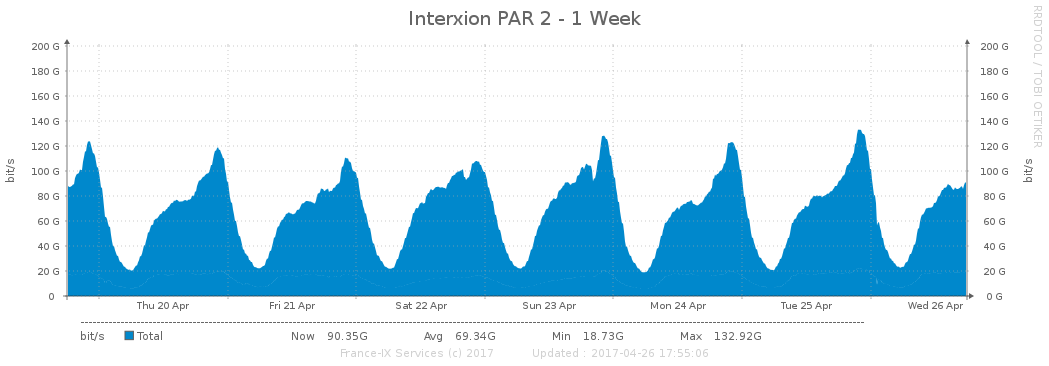 Interxion PAR 2 - 1 Week
RRDTOOL / TOBI OETIKER
bit/s
200 G
180 G
160 G
140 G
120 G
100 G
80 G
60 G
40 G
20 G
0
200 G
180 G
160 G
140 G
120 G
100 G
80 G
60 G
40 G
20 G
0 G
bit/s
Thu 20 Apr Fri 21 Apr Sat 22 Apr Sun 23 Apr Mon 24 Apr Tue 25 Apr Wed 26 Apr
bit/s Total Now 90.35G Avg 69.34G Min 18.73G Max 132.92G
France-IX Services (c) 2017 Updated : 2017-04-26 17:55:06